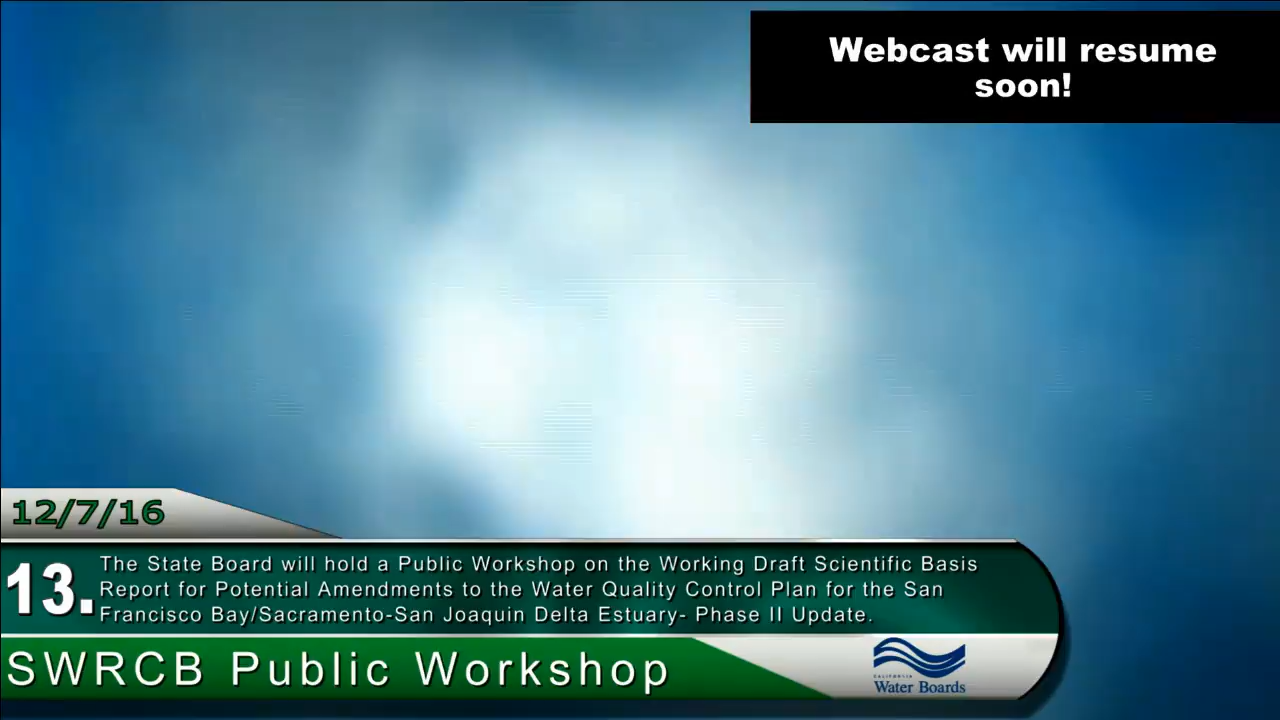 Webcast will resume
soon!
12/7/16
13.
The State Board will hold a Public Workshop on the Working Draft Scientific Basis
Report for Potential Amendments to the Water Quality Control Plan for the San
Francisco Bay/Sacramento-San Joaquin Delta Estuary- Phase II Update.
SWRCB Public Workshop
CALIFORNIA
Water Boards